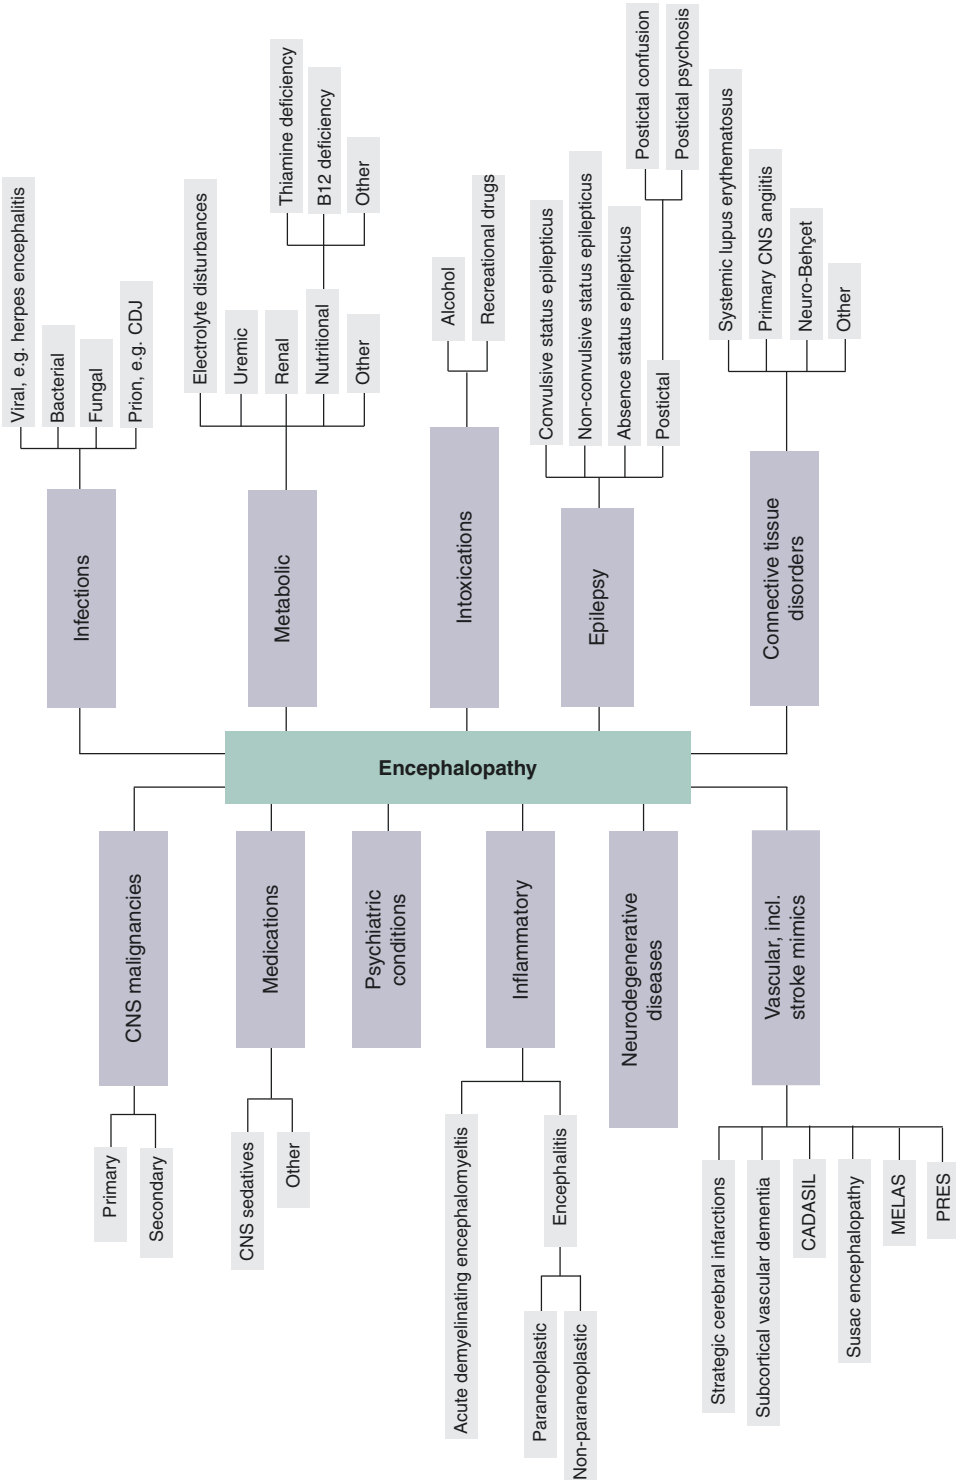 Encephalopathy
CNS malignancies
Primary
Secondary
Medications
CNS sedatives
Other
Psychiatric
conditions
Inflammatory
Acute demyelinating encephalomyeltis
Encephalitis
Paraneoplastic
Non-paraneoplastic
Neurodegenerative
diseases
Vascular, incl.
stroke mimics
Strategic cerebral infarctions
Subcortical vascular dementia
CADASIL
Susac encephalopathy
MELAS
PRES
Infections
Viral, e.g. herpes encephalitis
Bacterial
Fungal
Prion, e.g. CDJ
Metabolic
Electrolyte disturbances
Uremic
Renal
Nutritional
Thiamine deficiency
B12 deficiency
Other
Other
Intoxications
Alcohol
Recreational drugs
Epilepsy
Convulsive status epilepticus
Non-convulsive status epilepticus
Absence status epilepticus
Postictal
Postictal confusion
Postictal psychosis
Connective tissue
disorders
Systemic lupus erythematosus
Primary CNS angiitis
Neuro-Behçet
Other